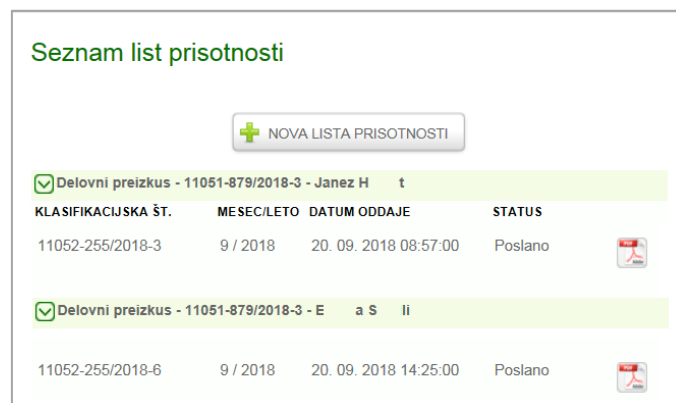 Seznam list prisotnosti
NOVA LISTA PRISOTNOSTI
Delovni preizkus - 11051-879/2018-3 - Janez H t
KLASIFIKACIJSKA ŠT. MESEC/LETO DATUM ODDAJE STATUS
11052-255/2018-3 9 / 2018 20. 09. 2018 08:57:00 Poslano
Delovni preizkus - 11051-879/2018-3 - E a S li
11052-255/2018-6 9 / 2018 20. 09. 2018 14:25:00 Poslano